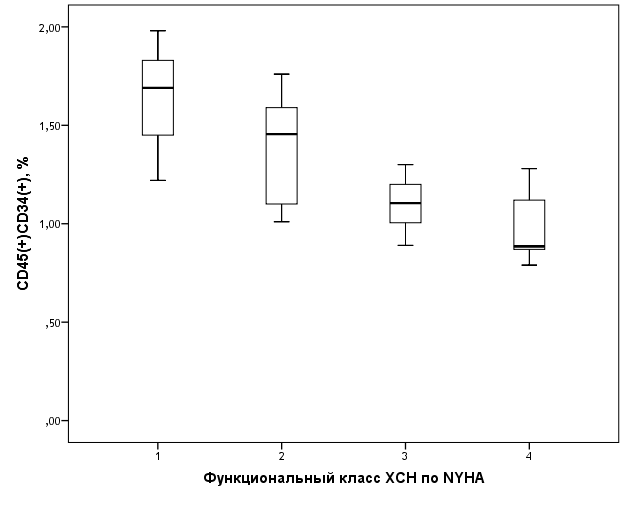 CD45(+)CD34(+), %
2,00
1,50
1,00
,50
,00
1 2 3 4
Функциональный класс ХСН по NYHA